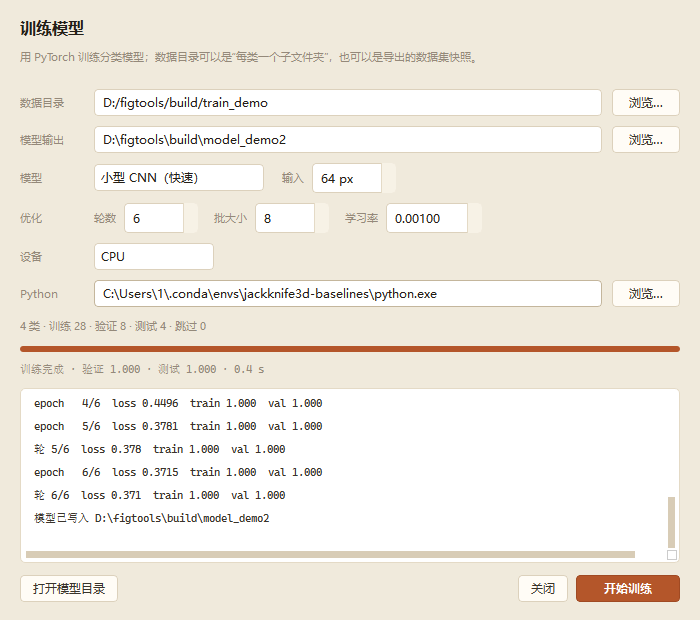 训练模型
用 PyTorch 训练分类模型；数据目录可以是“每类一个子文件夹”，也可以是导出的数据集快照。
数据目录 D:/figtools/build/train_demo 浏览...
模型输出 D:\figtools\build\model_demo2 浏览...
模型 小型 CNN（快速） 输入 64 px
优化 轮数 6 批大小 8 学习率 0.00100
设备 CPU
Python C:\Users\1\.conda\envs\jackknife3d-baselines\python.exe 浏览...
4 类 · 训练 28 · 验证 8 · 测试 4 · 跳过 0
训练完成 · 验证 1.000 · 测试 1.000 · 0.4 s
epoch 4/6 loss 0.4496 train 1.000 val 1.000
epoch 5/6 loss 0.3781 train 1.000 val 1.000
轮 5/6 loss 0.378 train 1.000 val 1.000
epoch 6/6 loss 0.3715 train 1.000 val 1.000
轮 6/6 loss 0.371 train 1.000 val 1.000
模型已写入 D:\figtools\build\model_demo2
打开模型目录 关闭 开始训练